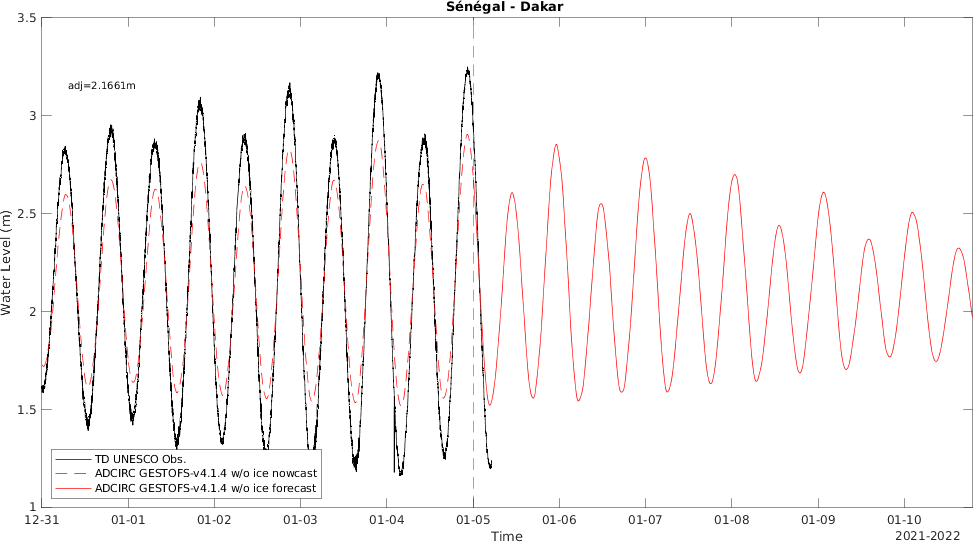 Sénégal - Dakar
3.5
adj=2.1661m
3
2.5
Water Level (m)
2
1.5
TD UNESCO Obs.
ADCIRC GESTOFS-v4.1.4 w/o ice nowcast
ADCIRC GESTOFS-v4.1.4 w/o ice forecast
1
12-31 01-01 01-02 01-03 01-04 01-05 01-06 01-07 01-08 01-09 01-10
Time
2021-2022